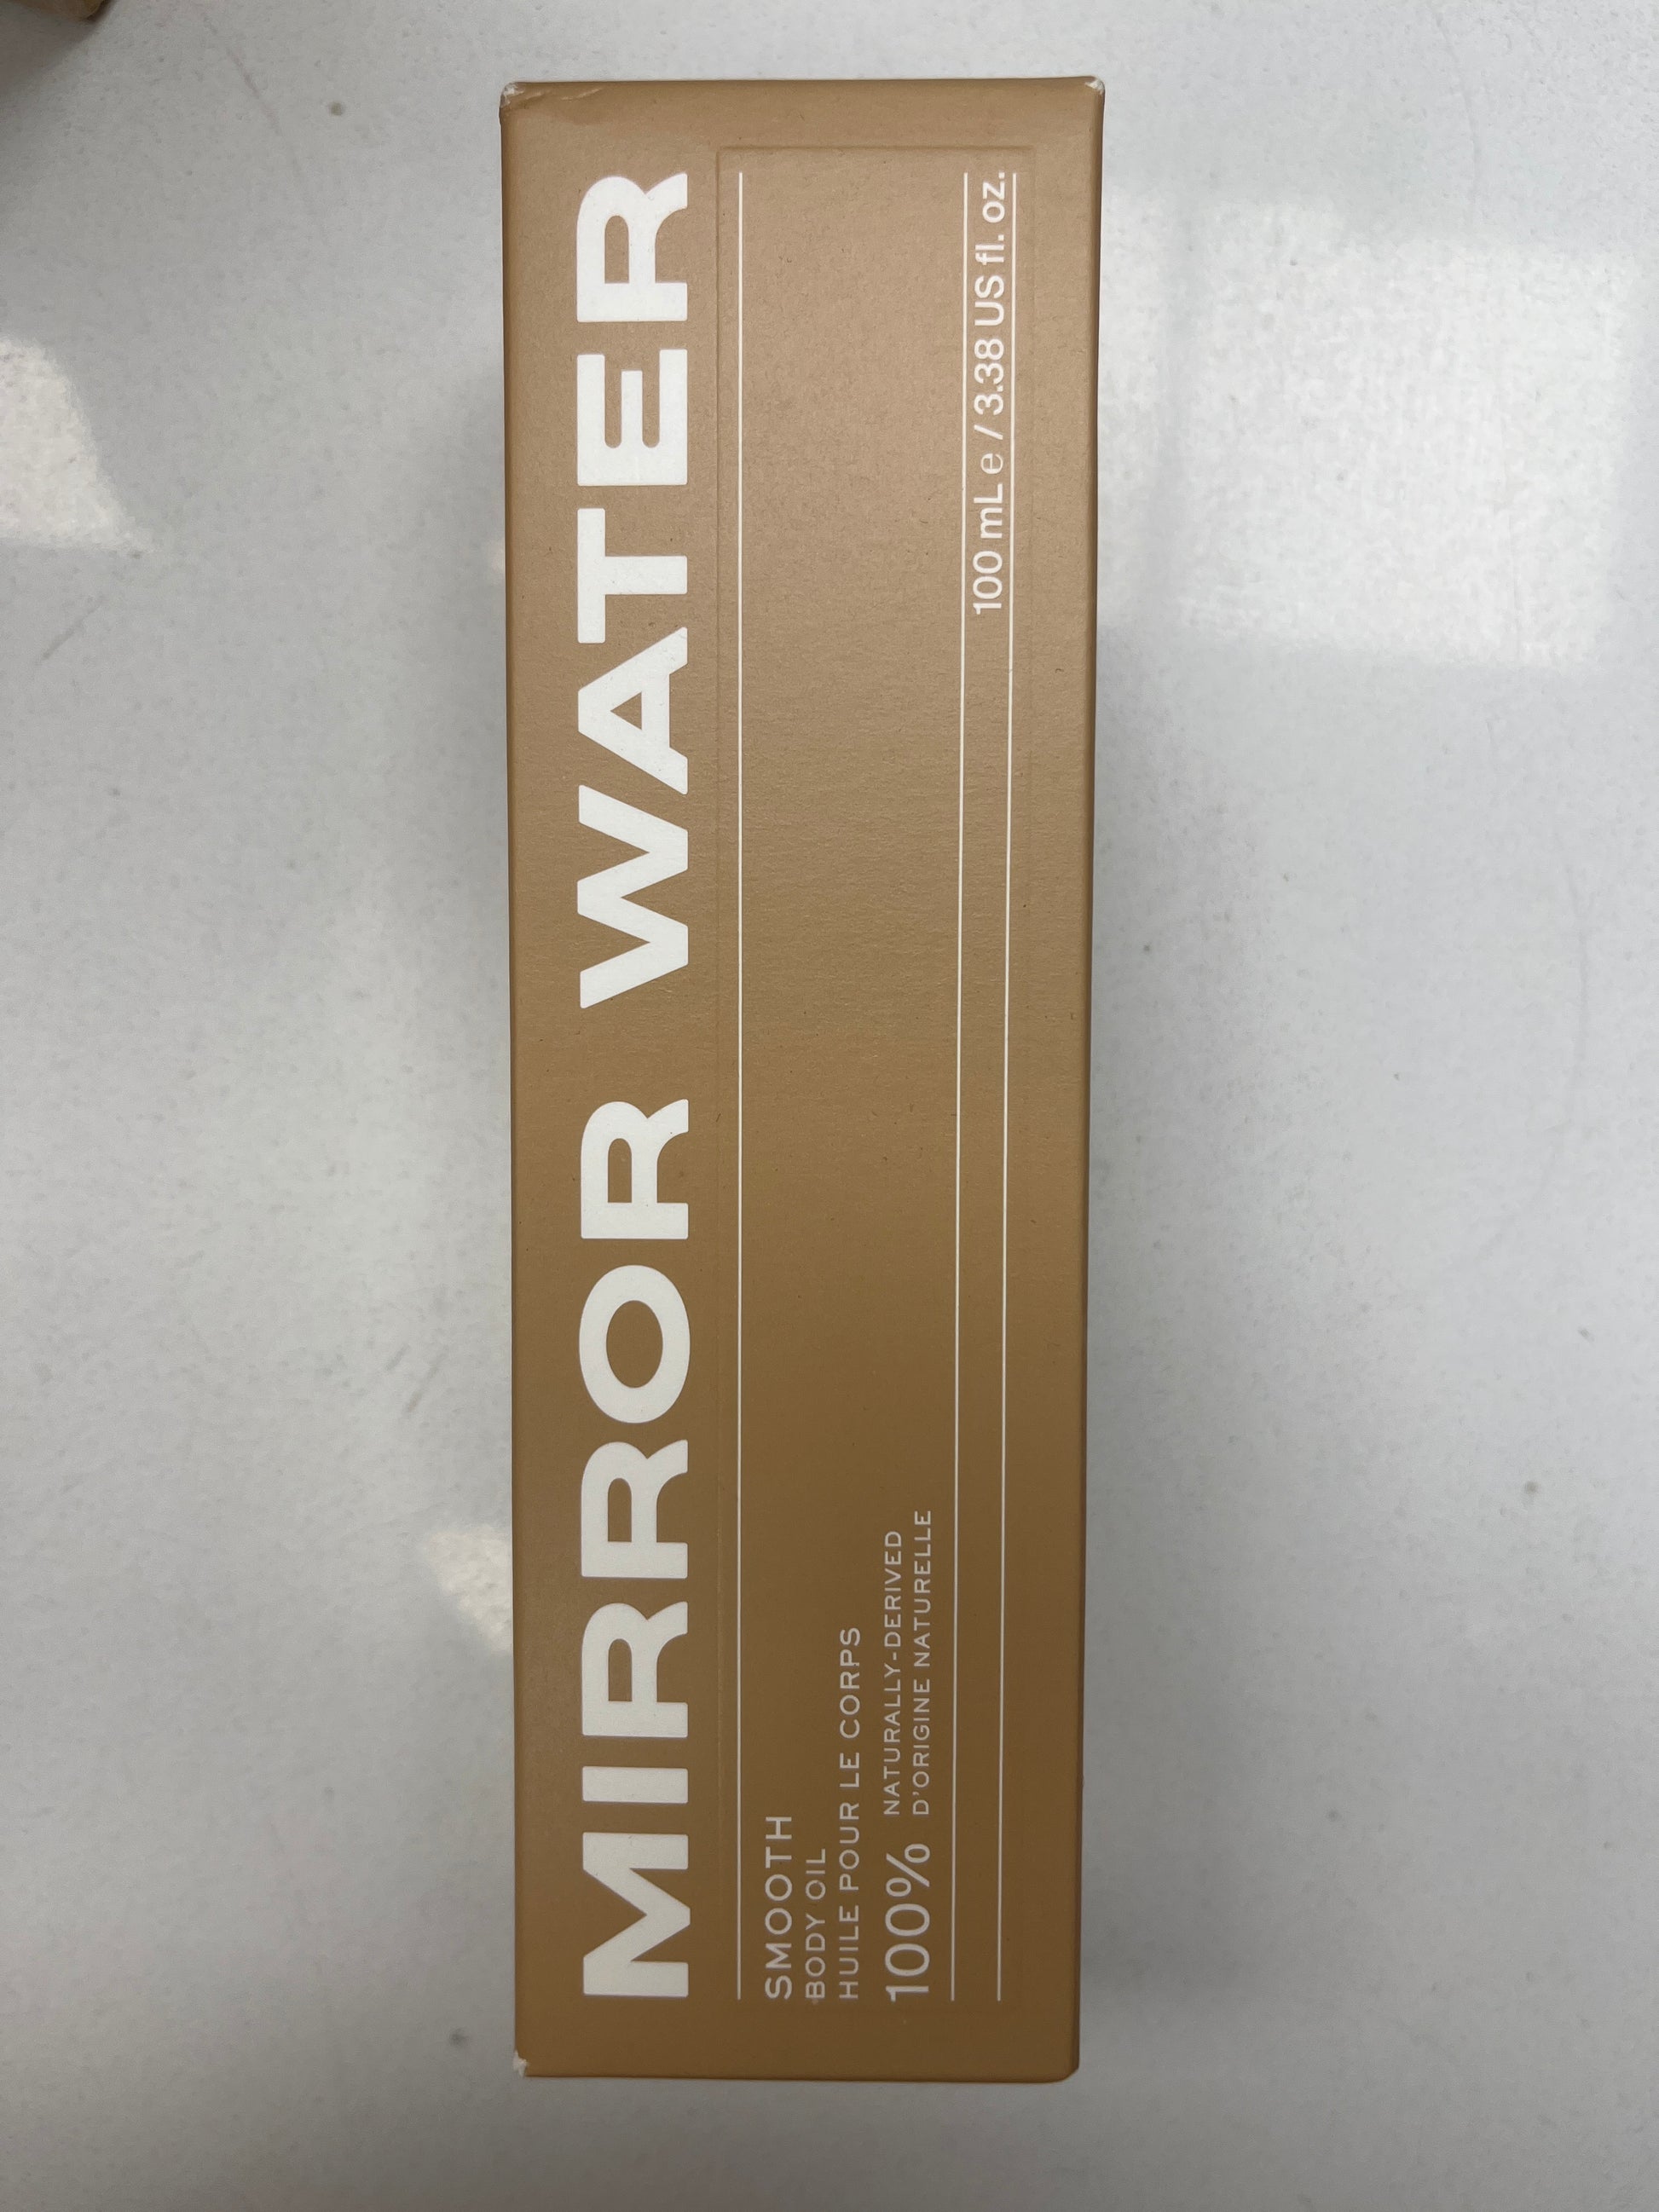 MIRROR WATER
SMOOTH
BODY OIL
HUILE POUR LE CORPS
100% NATURALLY-DERIVED
D'ORIGINE NATURELLE
100 mL e / 3.38 US fl. oz.